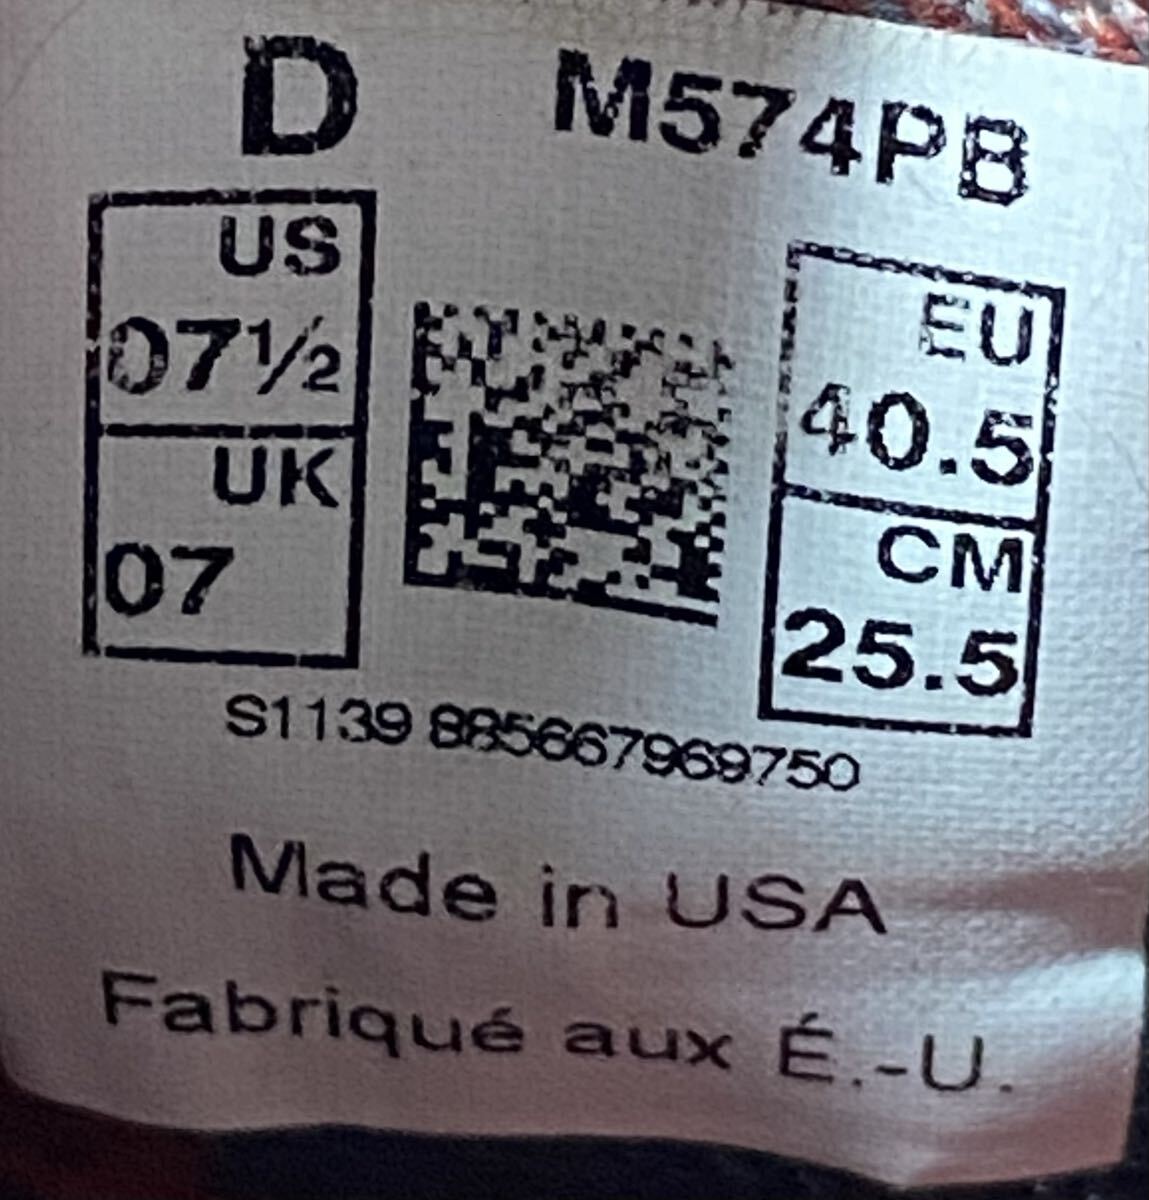 D M574PB
US
07½
UK
07
EU
40.5
CM
25.5
S1139 885667969750
Made in USA
Fabriqué aux É.-U.